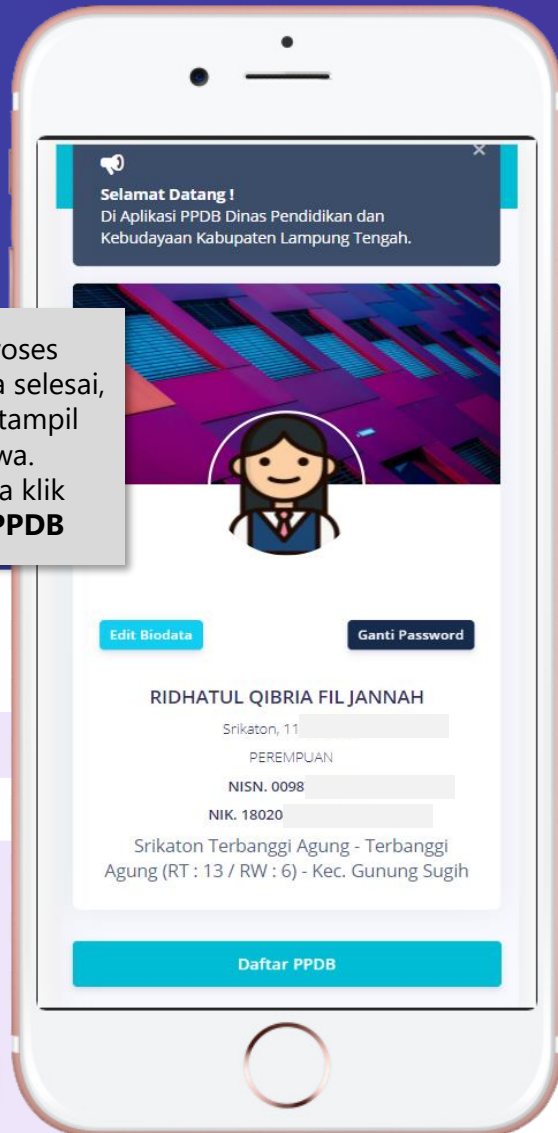 Selamat Datang !
Di Aplikasi PPDB Dinas Pendidikan dan
Kebudayaan Kabupaten Lampung Tengah.
roses
a selesai,
tampil
wa.
a klik
PPDB
Edit Biodata
Ganti Password
RIDHATUL QIBRIA FIL JANNAH
Srikaton, 11
PEREMPUAN
NISN. 0098
NIK. 18020
Srikaton Terbanggi Agung - Terbanggi
Agung (RT : 13 / RW : 6) - Kec. Gunung Sugih
Daftar PPDB